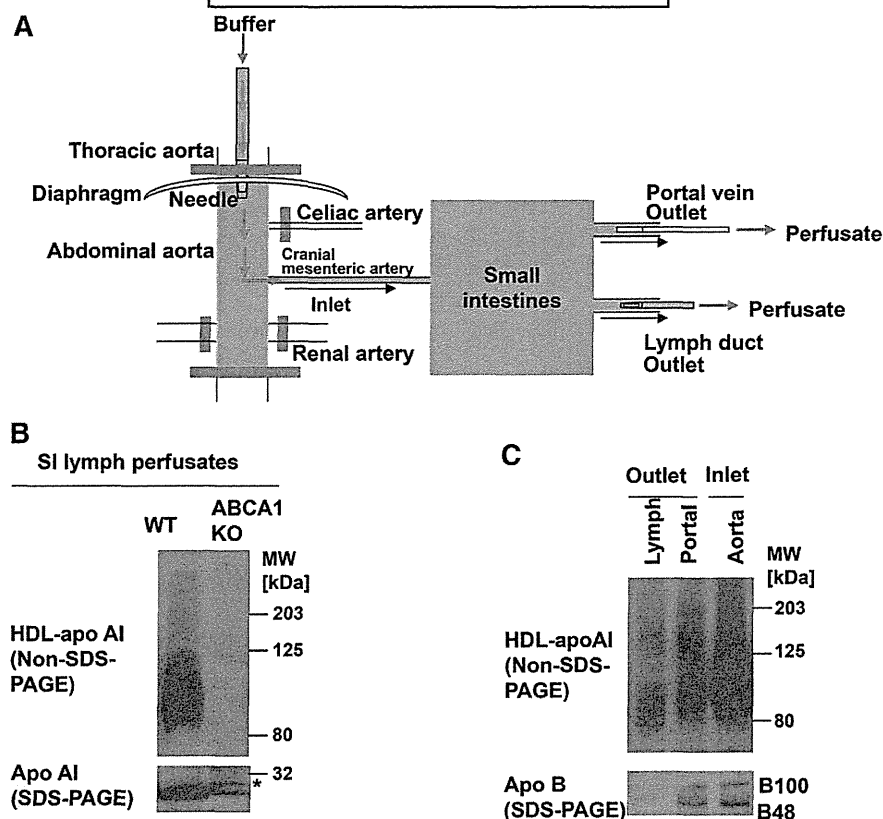 A
Buffer
Thoracic aorta
Diaphragm
Needle
Celiac artery
Abdominal aorta
Cranial
mesenteric artery
Inlet
Renal artery
Small
intestines
Portal vein
Outlet
Perfusate
Perfusate
Lymph duct
Outlet
B
SI lymph perfusates
WT
ABCA1
KO
MW
[kDa]
HDL-apo AI
(Non-SDS-
PAGE)
203
125
80
Apo AI
(SDS-PAGE)
32
*
C
Outlet Inlet
Lymph
Portal
Aorta
MW
[kDa]
HDL-apoAI
(Non-SDS-
PAGE)
203
125
80
Apo B
(SDS-PAGE)
B100
B48